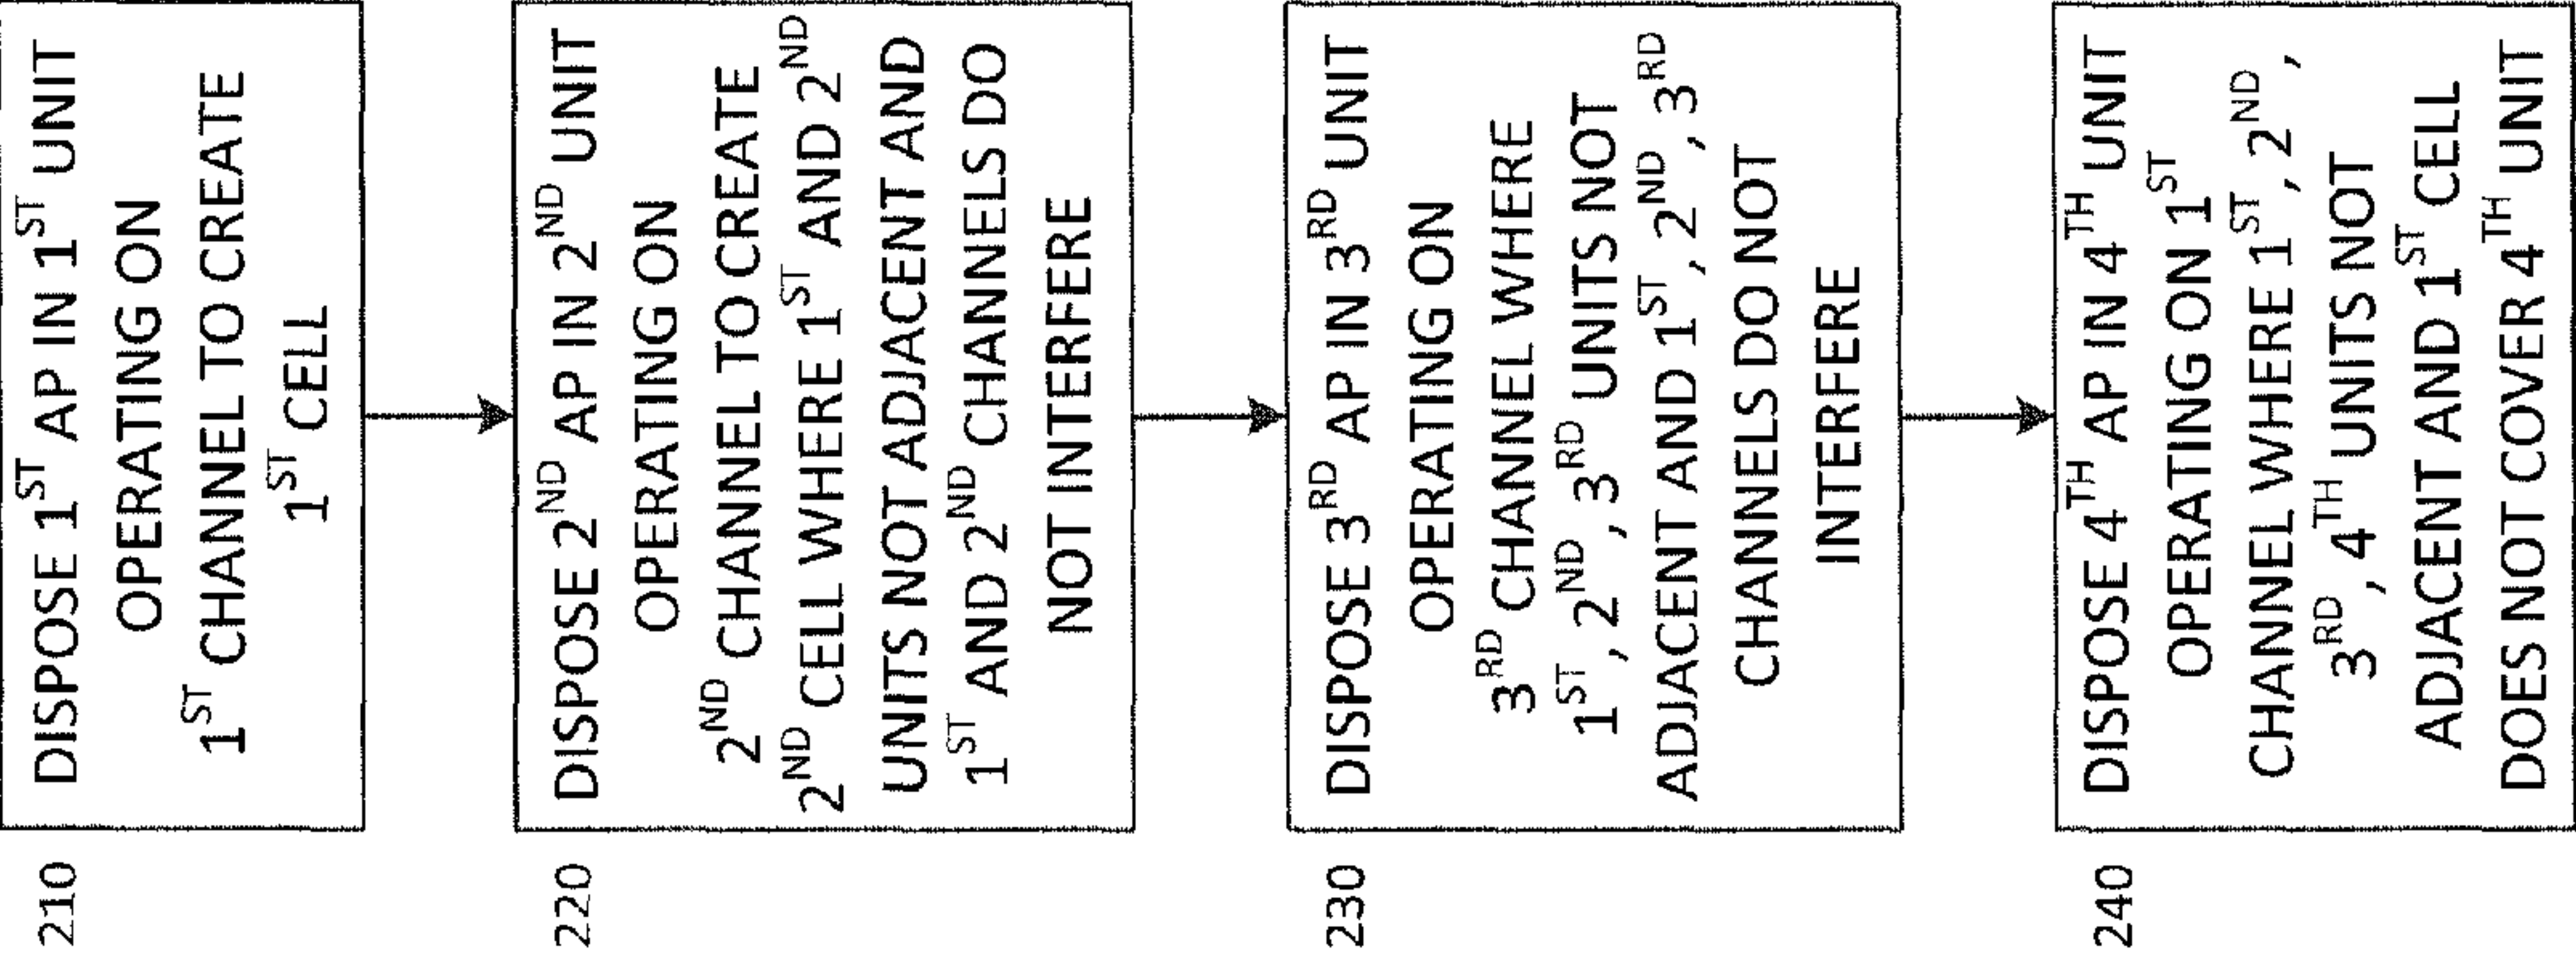 210
DISPOSE 1ST AP IN 1ST UNIT
OPERATING ON
1ST CHANNEL TO CREATE
1ST CELL
220
DISPOSE 2ND AP IN 2ND UNIT
OPERATING ON
2ND CHANNEL TO CREATE
2ND CELL WHERE 1ST AND 2ND
UNITS NOT ADJACENT AND
1ST AND 2ND CHANNELS DO
NOT INTERFERE
230
DISPOSE 3RD AP IN 3RD UNIT
OPERATING ON
3RD CHANNEL WHERE
1ST, 2ND, 3RD UNITS NOT
ADJACENT AND 1ST, 2ND, 3RD
CHANNELS DO NOT
INTERFERE
240
DISPOSE 4TH AP IN 4TH UNIT
OPERATING ON 1ST
CHANNEL WHERE 1ST, 2ND,
3RD, 4TH UNITS NOT
ADJACENT AND 1ST CELL
DOES NOT COVER 4TH UNIT